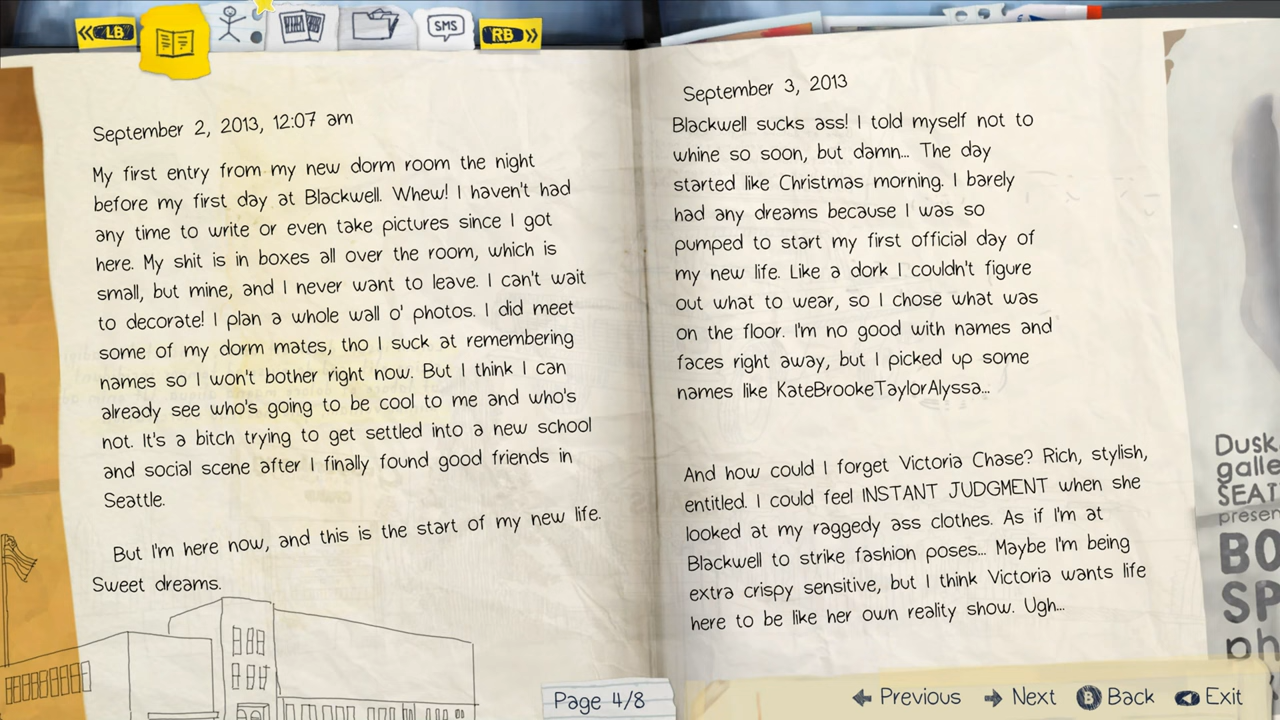 LB
SMS
RB
September 2, 2013, 12:07 am
My first entry from my new dorm room the night
before my first day at Blackwell. Whew! I haven't had
any time to write or even take pictures since I got
here. My shit is in boxes all over the room, which is
small, but mine, and I never want to leave. I can't wait
to decorate! I plan a whole wall o' photos. I did meet
some of my dorm mates, tho I suck at remembering
names so I won't bother right now. But I think I can
already see who's going to be cool to me and who's
not. It's a bitch trying to get settled into a new school
and social scene after I finally found good friends in
Seattle.
But I'm here now, and this is the start of my new life.
Sweet dreams.
September 3, 2013
Blackwell sucks ass! I told myself not to
whine so soon, but damn... The day
started like Christmas morning. I barely
had any dreams because I was so
pumped to start my first official day of
my new life. Like a dork I couldn't figure
out what to wear, so I chose what was
on the floor. I'm no good with names and
faces right away, but I picked up some
names like KateBrookeTaylorAlyssa...
And how could I forget Victoria Chase? Rich, stylish,
entitled. I could feel INSTANT JUDGMENT when she
looked at my raggedy ass clothes. As if I'm at
Blackwell to strike fashion poses... Maybe I'm being
extra crispy sensitive, but I think Victoria wants life
here to be like her own reality show. Ugh...
Dusk
galle
SEAT
presen
BO
SP
ph
Page 4/8
Previous
Next
B Back
Exit